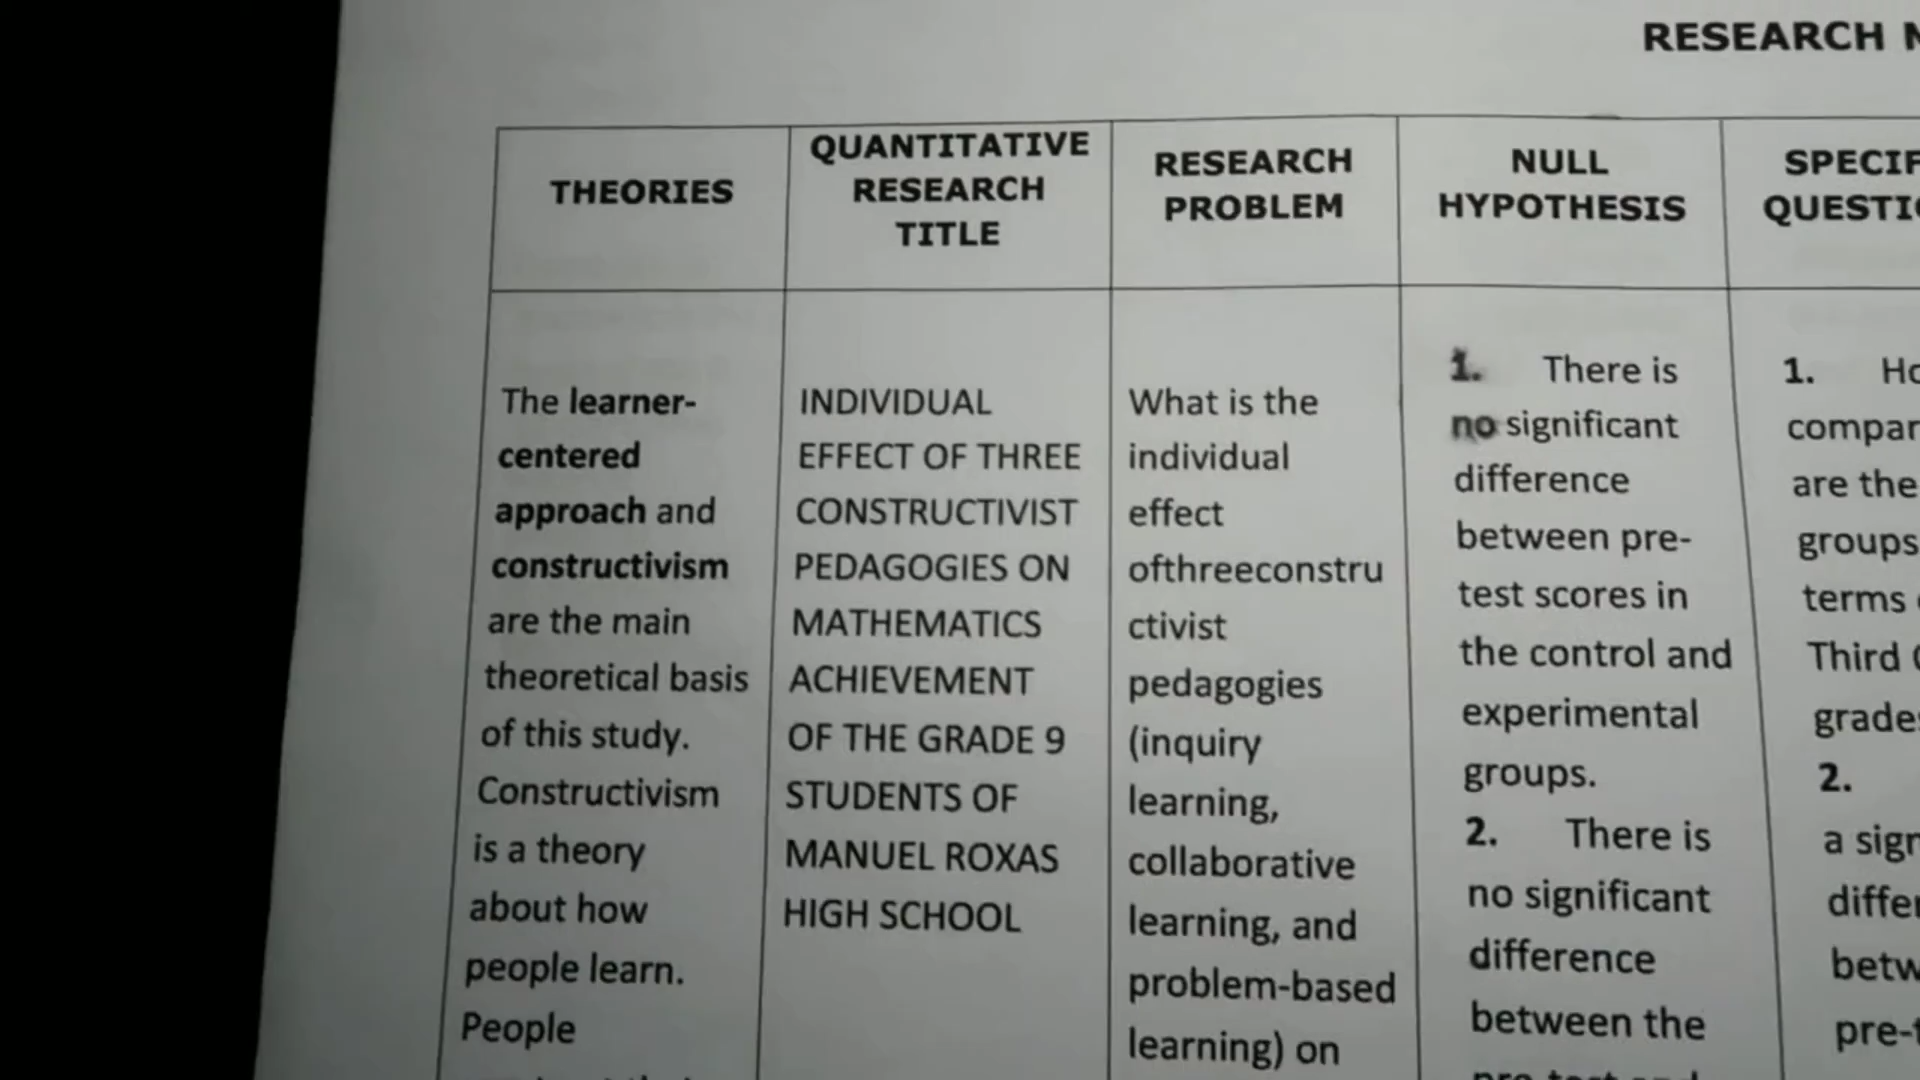 RESEARCH
THEORIES
QUANTITATIVE
RESEARCH
TITLE
RESEARCH
PROBLEM
NULL
HYPOTHESIS
The learner-
centered
approach and
constructivism
are the main
theoretical basis
of this study.
Constructivism
is a theory
about how
people learn.
People
INDIVIDUAL
EFFECT OF THREE
CONSTRUCTIVIST
PEDAGOGIES ON
MATHEMATICS
ACHIEVEMENT
OF THE GRADE 9
STUDENTS OF
MANUEL ROXAS
HIGH SCHOOL
What is the
individual
effect
ofthreeconstru
ctivist
pedagogies
(inquiry
learning,
collaborative
learning, and
problem-based
learning) on
1. There is
no significant
difference
between pre-
test scores in
the control and
experimental
groups.
2. There is
no significant
difference
between the
1.
are the
groups
terms
Third
2.
a